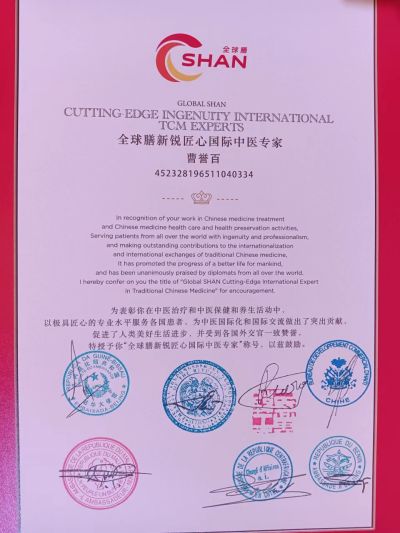 全球膳
SHAN
GLOBAL SHAN
CUTTING-EDGE INGENUITY INTERNATIONAL
TCM EXPERTS
全球膳新锐匠心国际中医专家
曹誉百
452328196511040334
In recognition of your work in Chinese medicine treatment
and Chinese medicine health care and health preservation activities,
Serving patients from all over the world with ingenuity and professionalism,
and making outstanding contributions to the internationalization
and international exchanges of traditional Chinese medicine,
It has promoted the progress of a better life for mankind,
and has been unanimously praised by diplomats from all over the world.
I hereby confer on you the title of "Global SHAN Cutting-Edge International Expert
in Traditional Chinese Medicine" for encouragement.
为表彰你在中医治疗和中医保健和养生活动中,
以极具匠心的专业水平服务各国患者,为中医国际化和国际交流做出了突出贡献,
促进了人类美好生活进步,并受到各国外交官一致赞誉。
特授予你"全球膳新锐匠心国际中医专家"称号,以兹鼓励。
CHINE